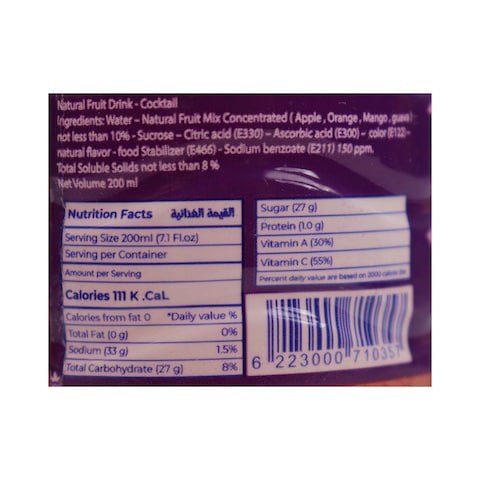 Natural Fruit Drink - Cocktail
Ingredients: Water – Natural Fruit Mix Concentrated ( Apple , Orange , Mango , guava)
not less than 10% - Sucrose – Citric acid (E330) – Ascorbic acid (E300) – color (E122) -
natural flavor - food Stabilizer (E466) - Sodium benzoate (E211) 150 ppm.
Total Soluble Solids not less than 8 %
Net Volume 200 ml
Nutrition Facts القيمة الغذائية
Serving Size 200ml (7.1 Fl.oz)
Serving per Container
Amount per Serving
Calories 111 K .CaL
Calories from fat 0 *Daily value %
Total Fat (0 g) 0%
Sodium (33 g) 1.5%
Total Carbohydrate (27 g) 8%
Sugar (27 g)
Protein (1.0 g)
Vitamin A (30%)
Vitamin C (55%)
Percent daily value are based on 2000 calorie die
6 223000 710357